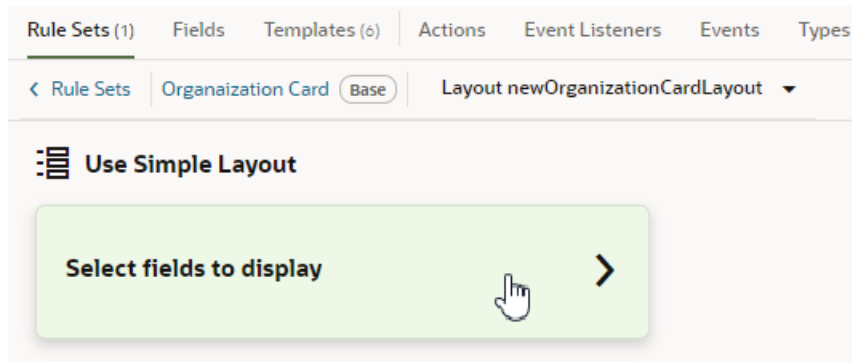 Rule Sets (1) Fields Templates (6) Actions Event Listeners Events Types
Rule Sets Organaization Card Base Layout newOrganizationCardLayout
Use Simple Layout
Select fields to display